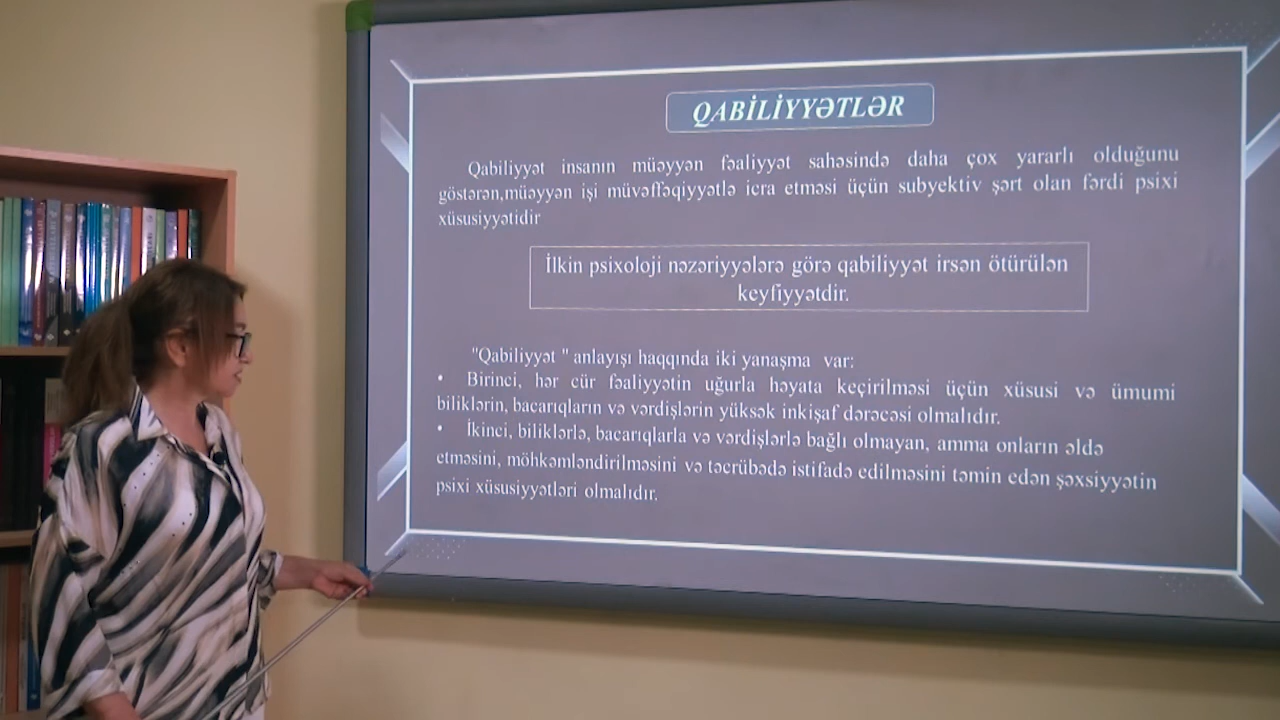 QABİLİYYƏTLƏR
Qabiliyyət insanın müəyyən fəaliyyət sahəsində daha çox yararlı olduğunu
göstərən,müəyyən işi müvəffəqiyyətlə icra etməsi üçün subyektiv şərt olan fərdi psixi
xüsusiyyətidir
İlkin psixoloji nəzəriyyələrə görə qabiliyyət irsən ötürülən
keyfiyyətdir.
"Qabiliyyət " anlayışı haqqında iki yanaşma var:
• Birinci, hər cür fəaliyyətin uğurla həyata keçirilməsi üçün xüsusi və ümumi
biliklərin, bacarıqların və vərdişlərin yüksək inkişaf dərəcəsi olmalıdır.
• İkinci, biliklərlə, bacarıqlarla və vərdişlərlə bağlı olmayan, amma onların əldə
etməsini, möhkəmləndirilməsini və təcrübədə istifadə edilməsini təmin edən şəxsiyyətin
psixi xüsusiyyətləri olmalıdır.